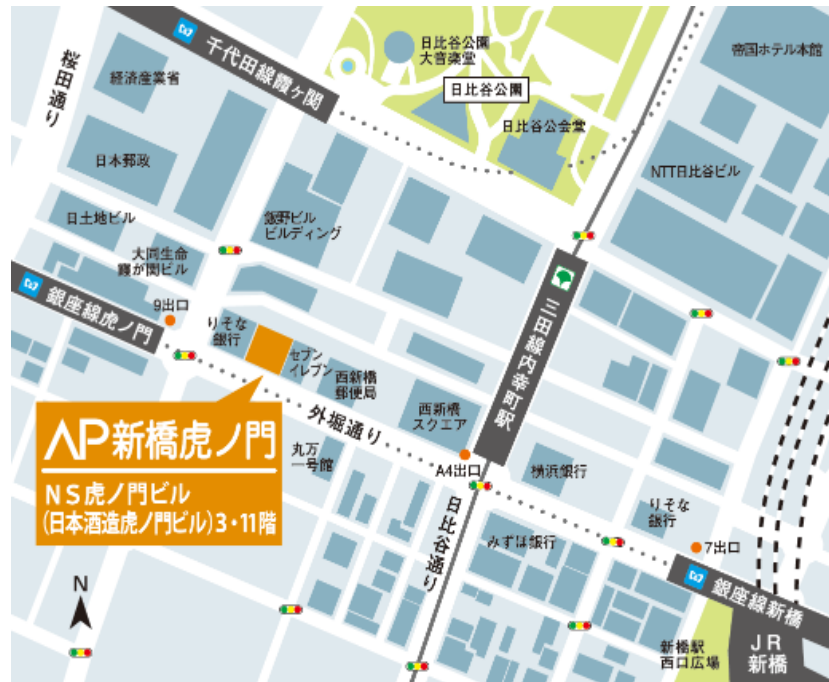 桜田通り
千代田線霞ヶ関
経済産業省
日本郵政
日土地ビル
大同生命
霞が関ビル
飯野ビル
ビルディング
日比谷公園
大音楽堂
日比谷公園
日比谷公会堂
帝国ホテル本館
NTT日比谷ビル
銀座線虎ノ門
9出口
りそな
銀行
セブン
イレブン
西新橋
郵便局
西新橋
スクエア
三田線内幸町駅
外堀通り
丸万
一号館
A4出口
横浜銀行
日比谷通り
みずほ銀行
りそな
銀行
7出口
銀座線新橋
新橋駅
西口広場
JR
新橋
AP新橋虎ノ門
NS虎ノ門ビル
(日本酒造虎ノ門ビル)3・11階
N